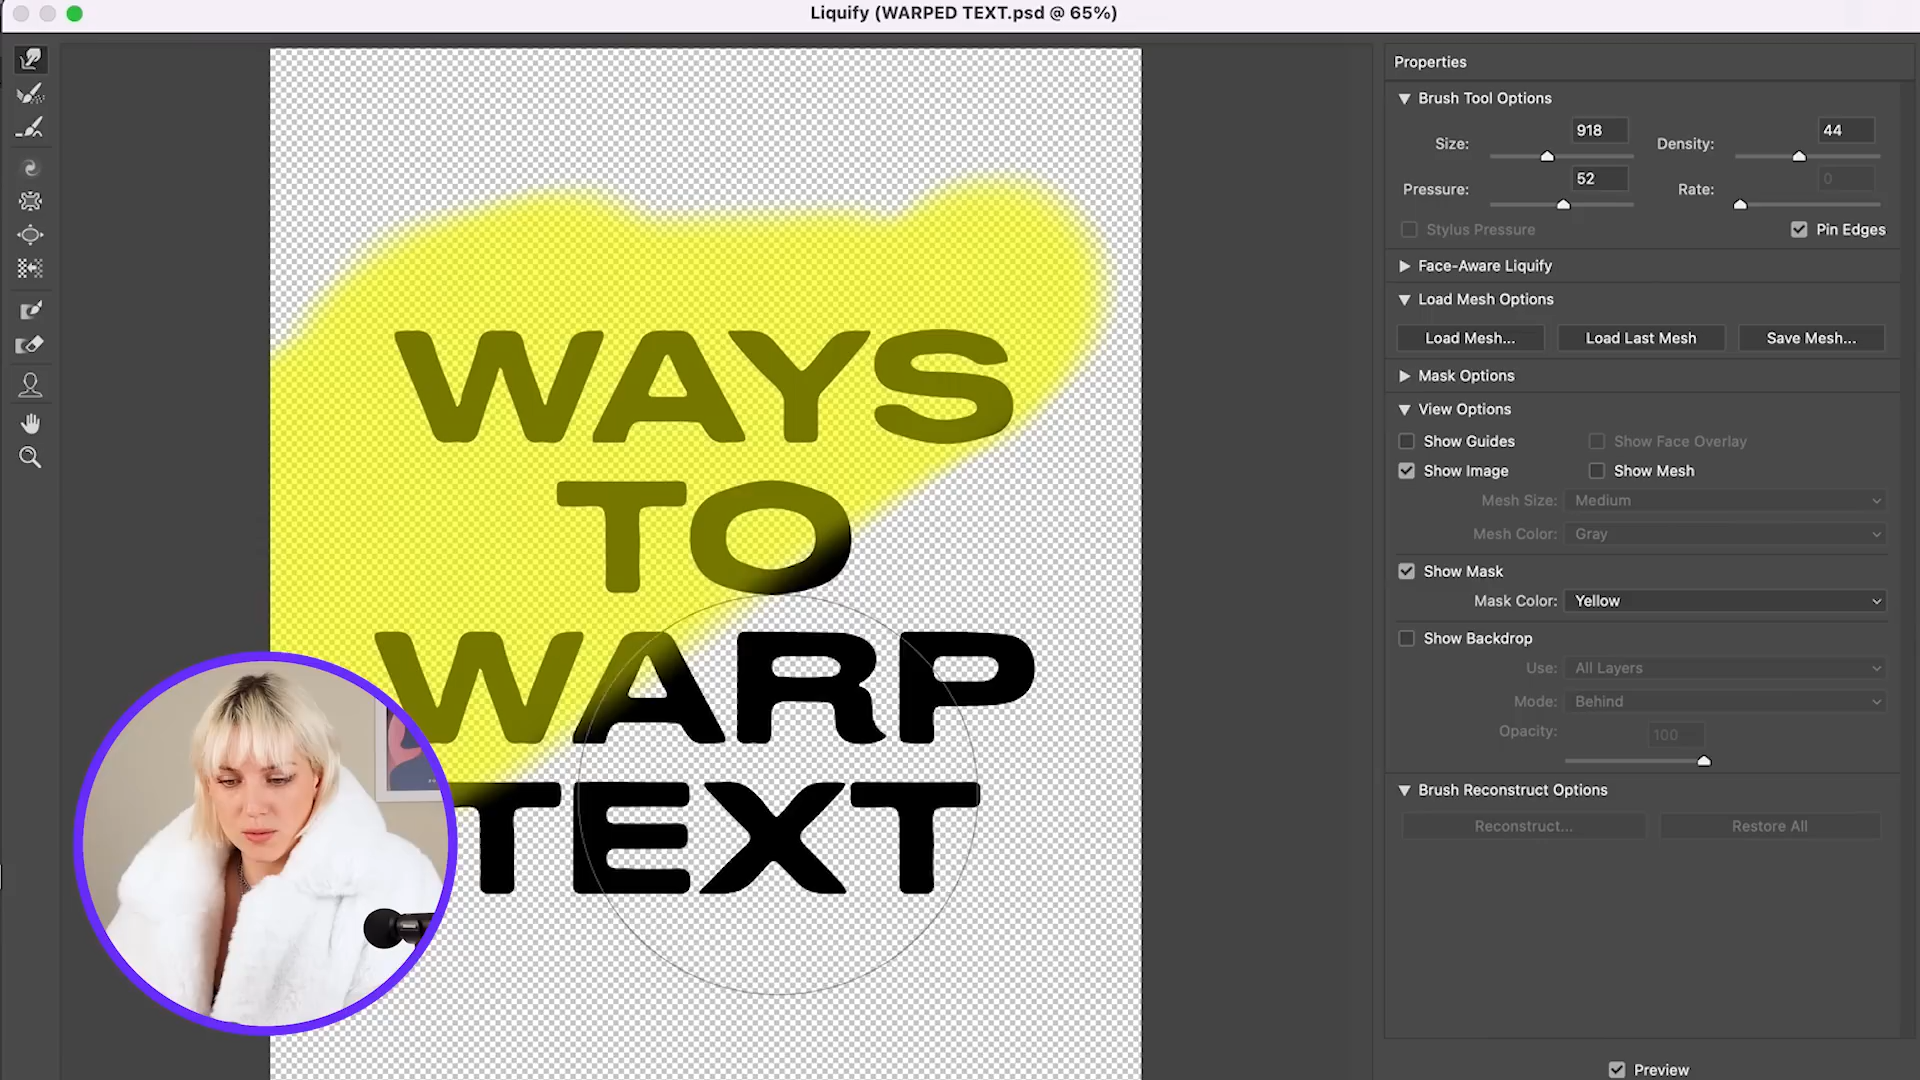 Liquify (WARPED TEXT.psd @ 65%)
Properties
Brush Tool Options
Size: 918 Density: 44
Pressure: 52 Rate: 0
Stylus Pressure Pin Edges
Face-Aware Liquify
Load Mesh Options
Load Mesh... Load Last Mesh Save Mesh...
Mask Options
View Options
Show Guides Show Face Overlay
Show Image Show Mesh
Mesh Size: Medium
Mesh Color: Gray
Show Mask
Mask Color: Yellow
Show Backdrop
Use: All Layers
Mode: Behind
Opacity: 100
Brush Reconstruct Options
Reconstruct... Restore All
Preview
WAYS
TO
WARP
TEXT